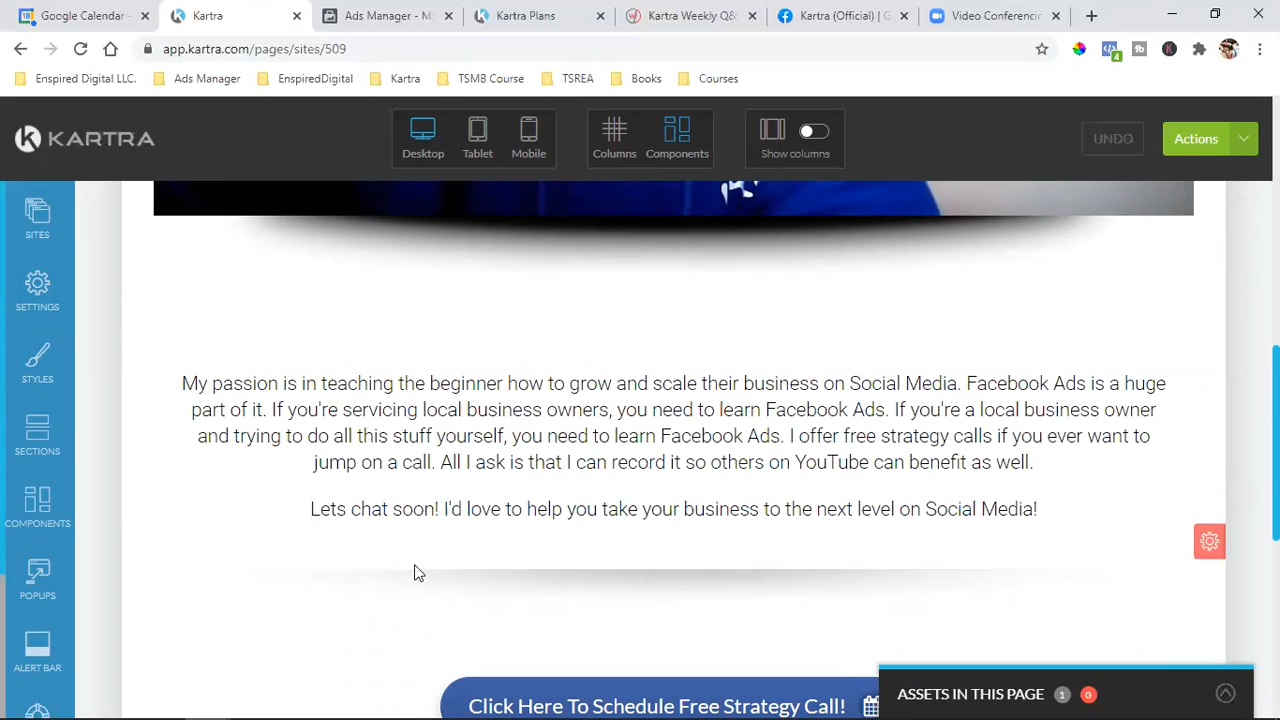 Google Calendar -
Kartra
Ads Manager - M
Kartra Plans
Kartra Weekly Q
Kartra (Official) | G
Video Conferencin
app.kartra.com/pages/sites/509
4
Enspired Digital LLC.
Ads Manager
EnspiredDigital
Kartra
TSMB Course
TSREA
Books
Courses
KARTRA
Desktop
Tablet
Mobile
Columns
Components
Show columns
UNDO
Actions
SITES
SETTINGS
STYLES
SECTIONS
COMPONENTS
POPUPS
ALERT BAR
My passion is in teaching the beginner how to grow and scale their business on Social Media. Facebook Ads is a huge
part of it. If you're servicing local business owners, you need to learn Facebook Ads. If you're a local business owner
and trying to do all this stuff yourself, you need to learn Facebook Ads. I offer free strategy calls if you ever want to
jump on a call. All I ask is that I can record it so others on YouTube can benefit as well.
Lets chat soon! I'd love to help you take your business to the next level on Social Media!
Click Here To Schedule Free Strategy Call!
ASSETS IN THIS PAGE 1 0